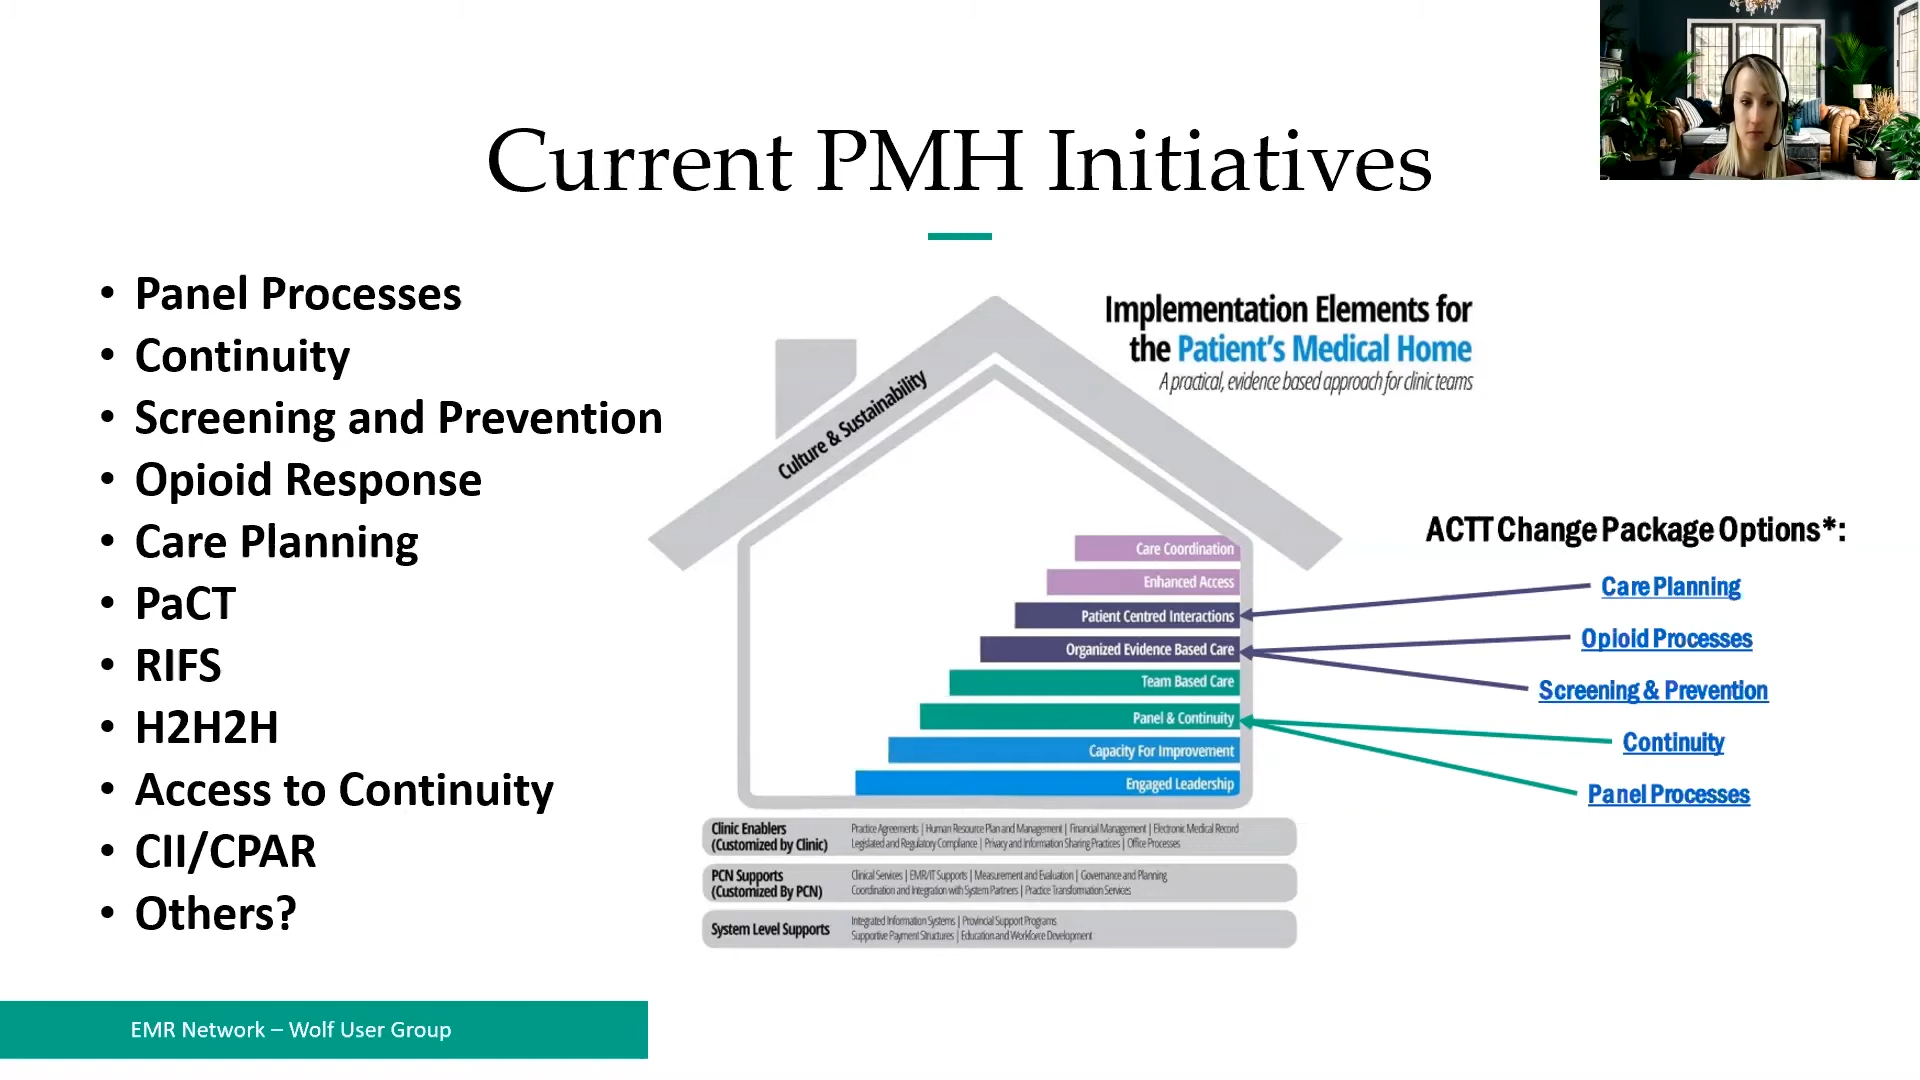 Current PMH Initiatives
• Panel Processes
• Continuity
• Screening and Prevention
• Opioid Response
• Care Planning
• PaCT
• RIFS
• H2H2H
• Access to Continuity
• CII/CPAR
• Others?
Implementation Elements for
the Patient's Medical Home
A practical, evidence based approach for clinic teams
Culture & Sustainability
Care Coordination
Enhanced Access
Patient Centred Interactions
Organized Evidence Based Care
Team Based Care
Panel & Continuity
Capacity For Improvement
Engaged Leadership
ACTT Change Package Options*:
Care Planning
Opioid Processes
Screening & Prevention
Continuity
Panel Processes
Clinic Enablers
(Customized by Clinic)
Practice Agreements | Human Resource Plan and Management | Financial Management | Electronic Medical Record
Legislated and Regulatory Compliance | Privacy and Information Sharing Practices | Office Processes
PCN Supports
(Customized By PCN)
Clinical Services | EMR/IT Supports | Measurement and Evaluation | Governance and Planning
Coordination and Integration with System Partners | Practice Transformation Services
System Level Supports
Integrated Information Systems | Provincial Support Programs
Supportive Payment Structures | Education and Workforce Development
EMR Network – Wolf User Group